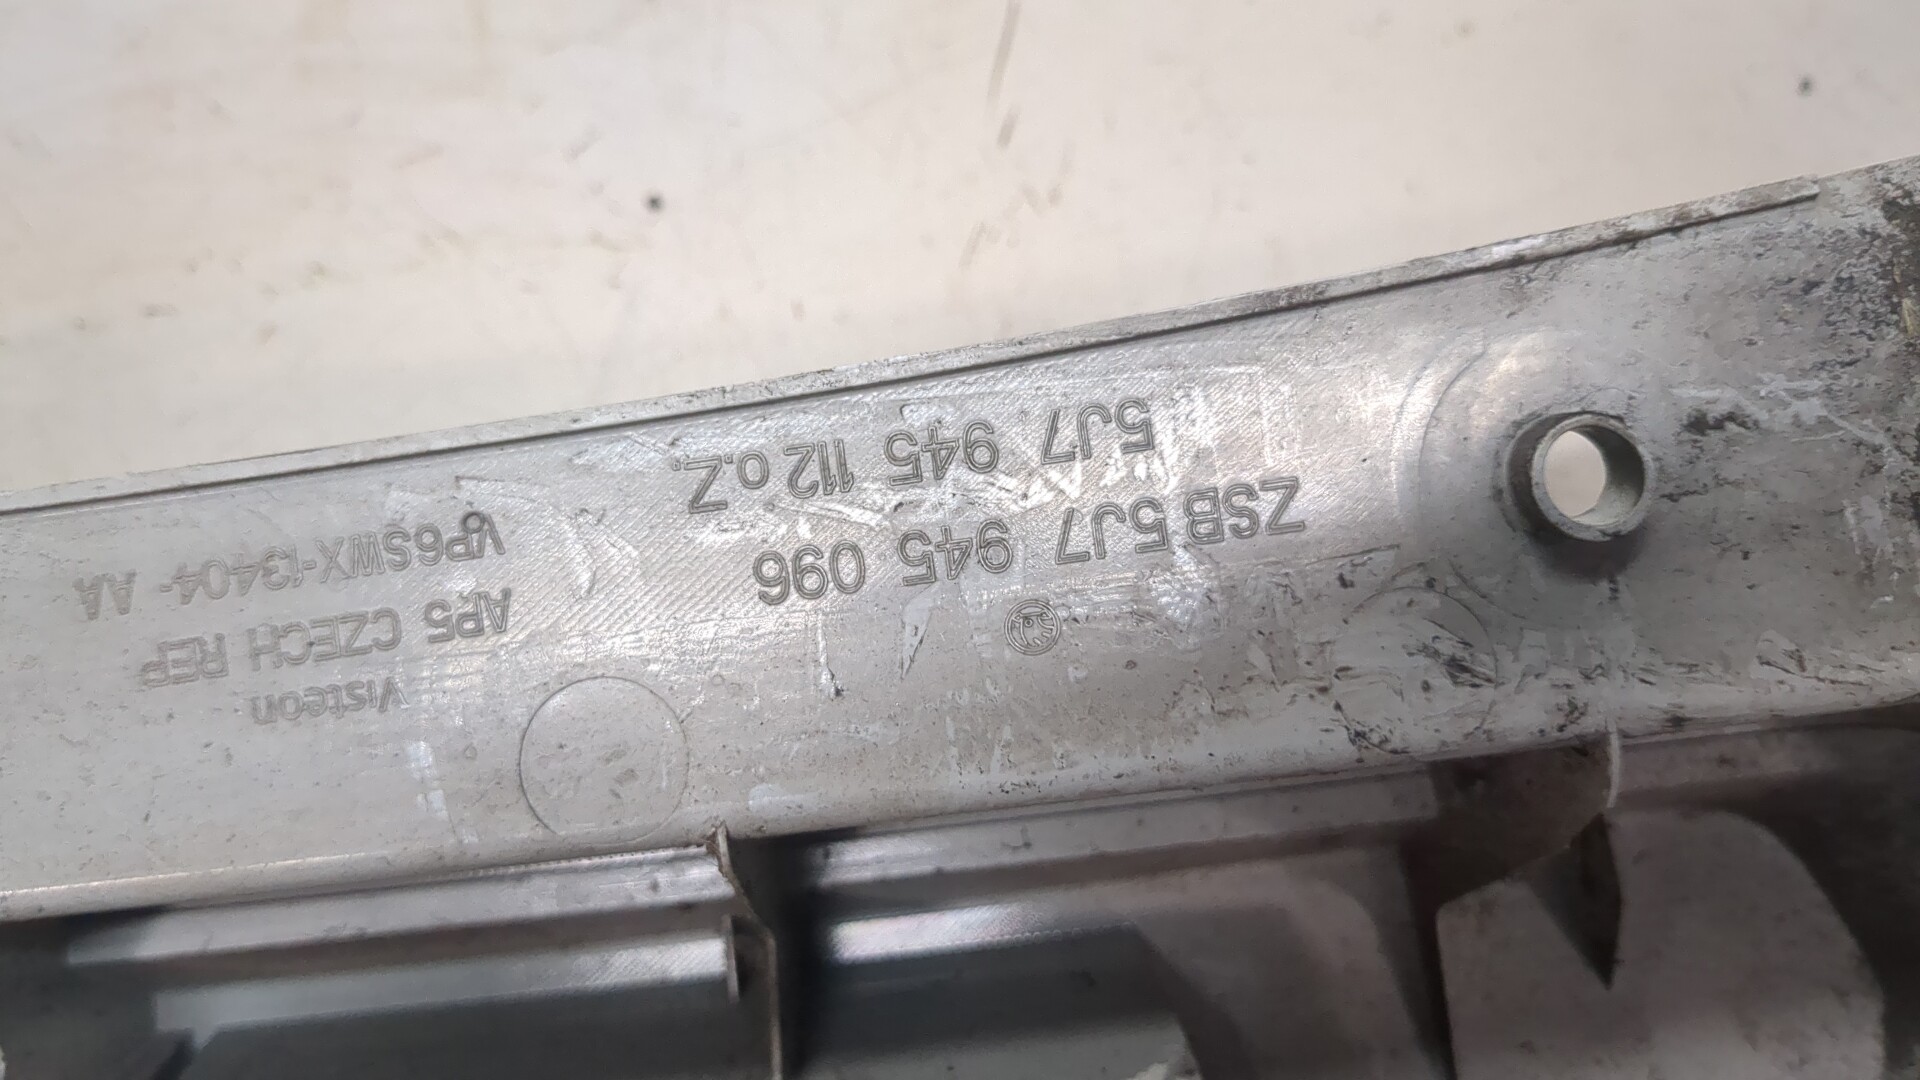 ZSB 5J7 945 096
5J7 945 112 o.Z.
Visteon
AP5 CZECH REP
VP6SWX-13404- AA